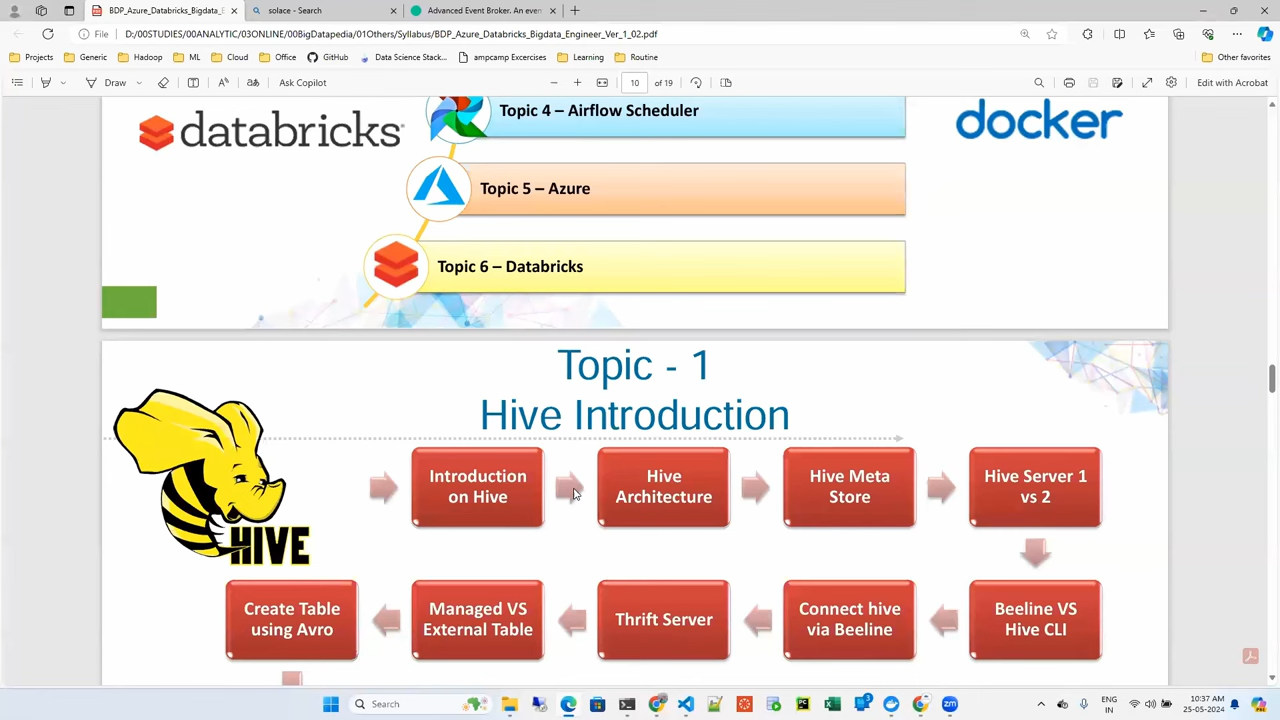 BDP_Azure_Databricks_Bigdata_E
solace - Search
Advanced Event Broker. An even
File
D:/00STUDIES/00ANALYTIC/03ONLINE/00BigDatapedia/01Others/Syllabus/BDP_Azure_Databricks_Bigdata_Engineer_Ver_1_02.pdf
Projects
Generic
Hadoop
ML
Cloud
Office
GitHub
Data Science Stack...
ampcamp Excercises
Learning
Routine
Other favorites
Draw
Ask Copilot
10
of 19
Edit with Acrobat
databricks
Topic 4 – Airflow Scheduler
docker
Topic 5 – Azure
Topic 6 – Databricks
Topic - 1
Hive Introduction
HIVE
Introduction
on Hive
Hive
Architecture
Hive Meta
Store
Hive Server 1
vs 2
Create Table
using Avro
Managed VS
External Table
Thrift Server
Connect hive
via Beeline
Beeline VS
Hive CLI
Search
ENG
IN
10:37 AM
25-05-2024